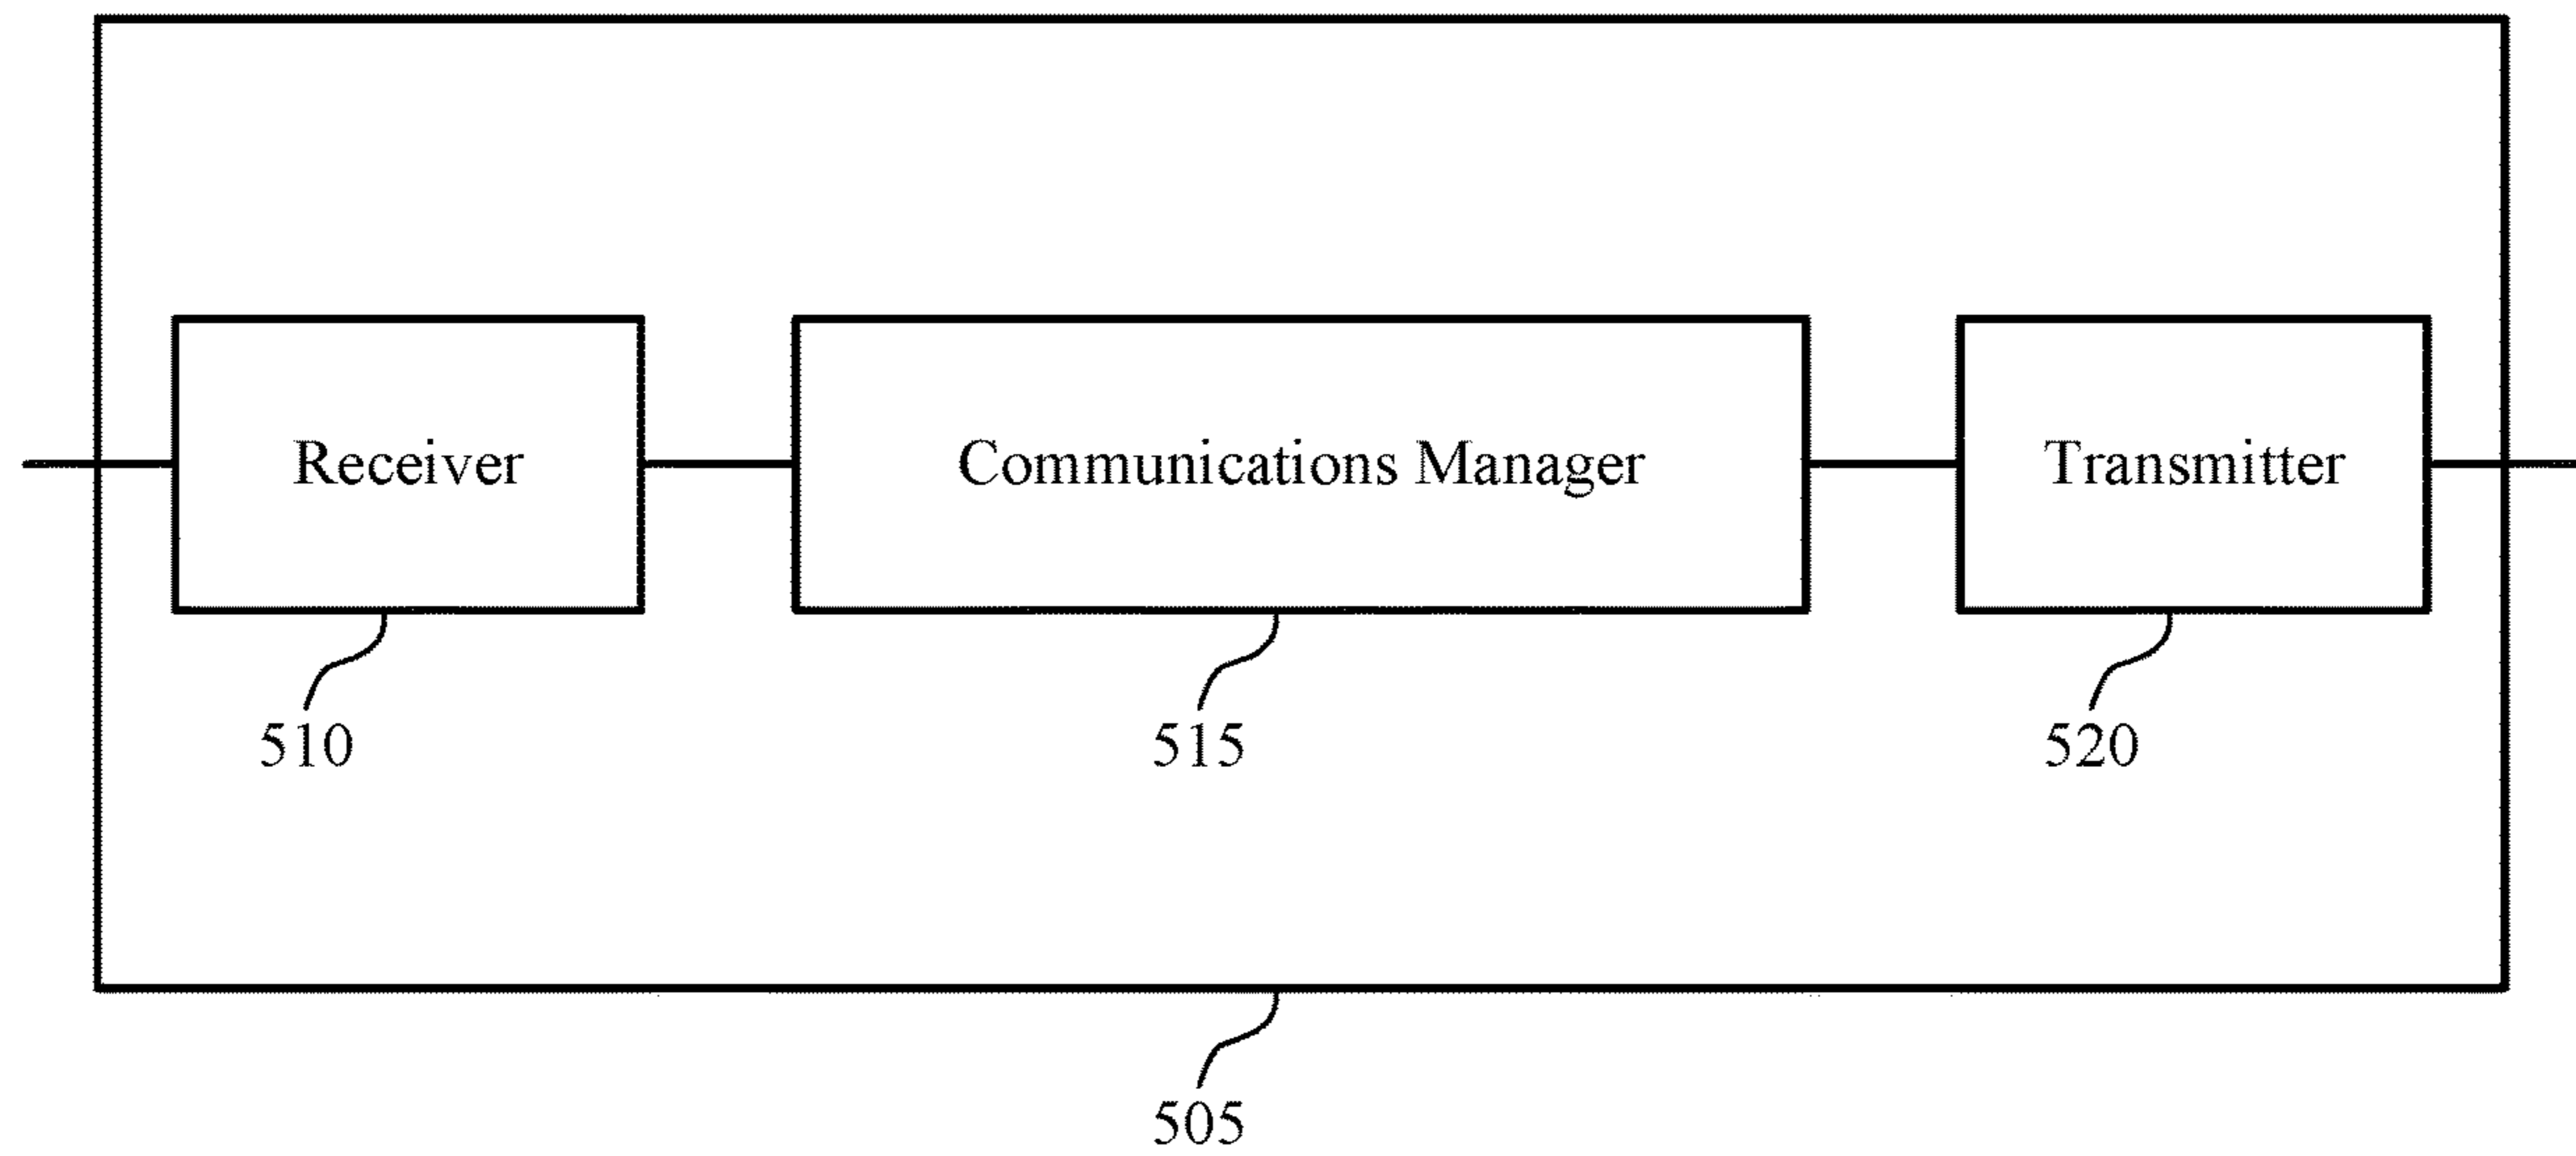 Receiver
Communications Manager
Transmitter
510
515
520
505